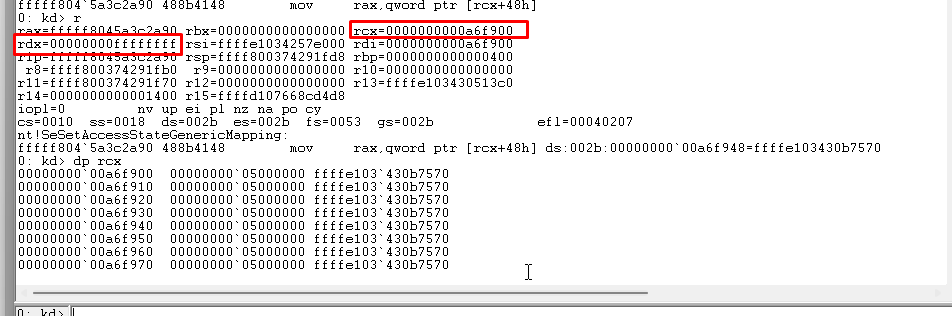 fffff804`5a3c2a90 488b4148 mov rax,qword ptr [rcx+48h]
0: kd> r
rax=fffff8045a3c2a90 rbx=0000000000000000 rcx=0000000000a6f900
rdx=00000000ffffffff rsi=ffffe1034257e000 rdi=0000000000a6f900
rip=fffff8045a3c2a90 rsp=fffff800374291fd8 rbp=0000000000000400
r8=fffff800374291fb0 r9=0000000000000000 r10=0000000000000000
r11=fffff800374291f70 r12=0000000000000000 r13=ffffe103430513c0
r14=0000000000001400 r15=ffffd107668cd4d8
iopl=0 nv up ei pl nz na po cy
cs=0010 ss=0018 ds=002b es=002b fs=0053 gs=002b efl=00040207
nt!SeSetAccessStateGenericMapping:
fffff804`5a3c2a90 488b4148 mov rax,qword ptr [rcx+48h] ds:002b:00000000`00a6f948=ffffe103430b7570
0: kd> dp rcx
00000000`00a6f900 00000000`05000000 ffffe103`430b7570
00000000`00a6f910 00000000`05000000 ffffe103`430b7570
00000000`00a6f920 00000000`05000000 ffffe103`430b7570
00000000`00a6f930 00000000`05000000 ffffe103`430b7570
00000000`00a6f940 00000000`05000000 ffffe103`430b7570
00000000`00a6f950 00000000`05000000 ffffe103`430b7570
00000000`00a6f960 00000000`05000000 ffffe103`430b7570
00000000`00a6f970 00000000`05000000 ffffe103`430b7570
0: kd>